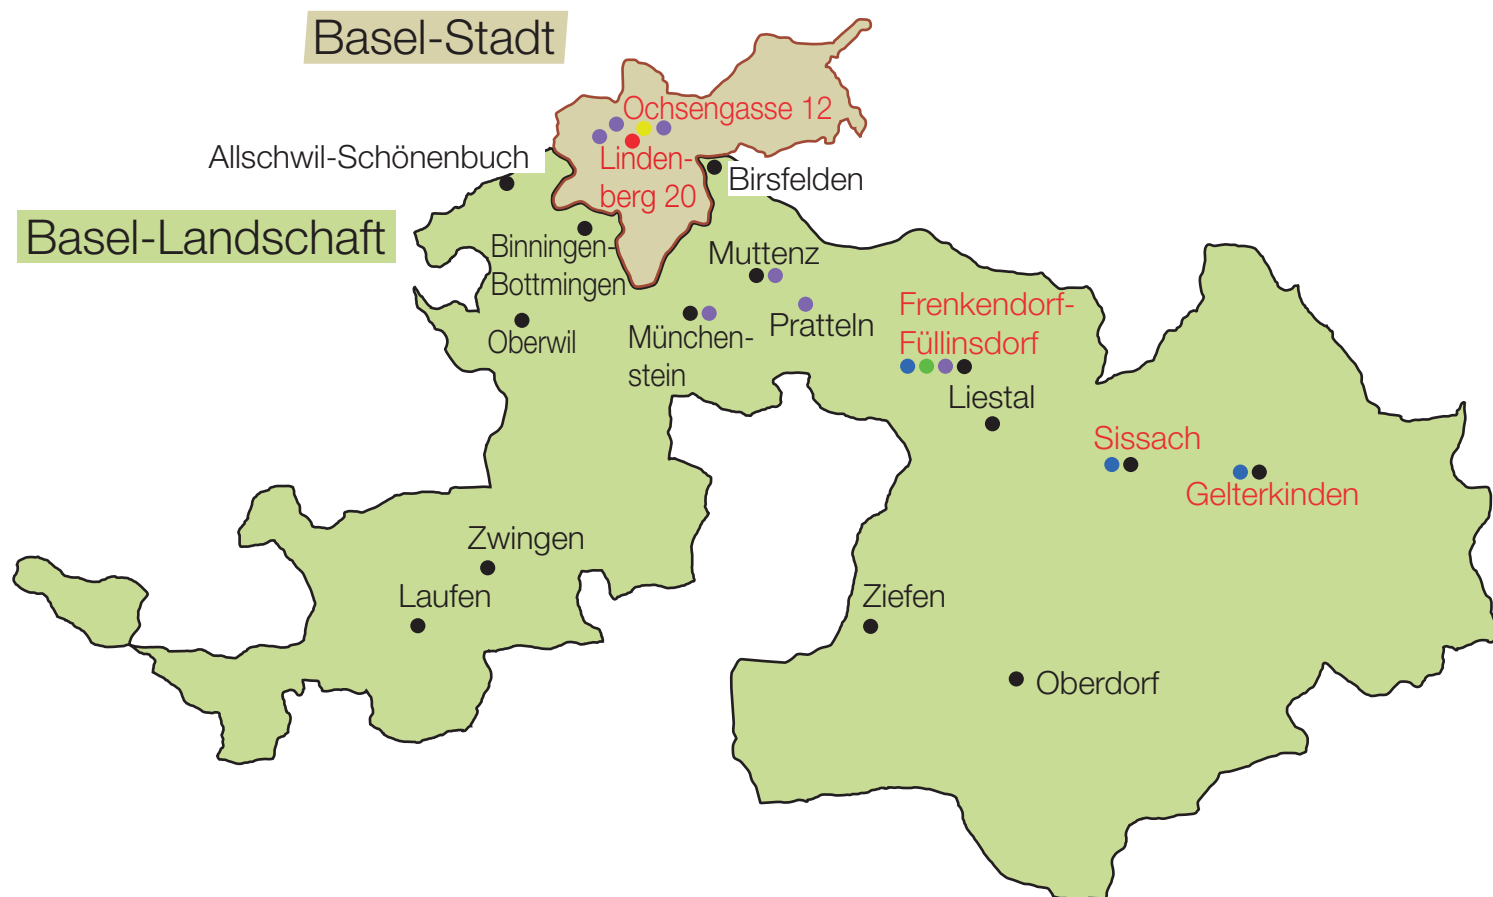 Basel-Stadt
Ochsengasse 12
Allschwil-Schönenbuch
Linden-
berg 20
Birsfelden
Basel-Landschaft
Binningen-
Bottmingen
Muttenz
Oberwil
München-
stein
Pratteln
Frenkendorf-
Füllinsdorf
Liestal
Sissach
Gelterkinden
Zwingen
Laufen
Ziefen
Oberdorf